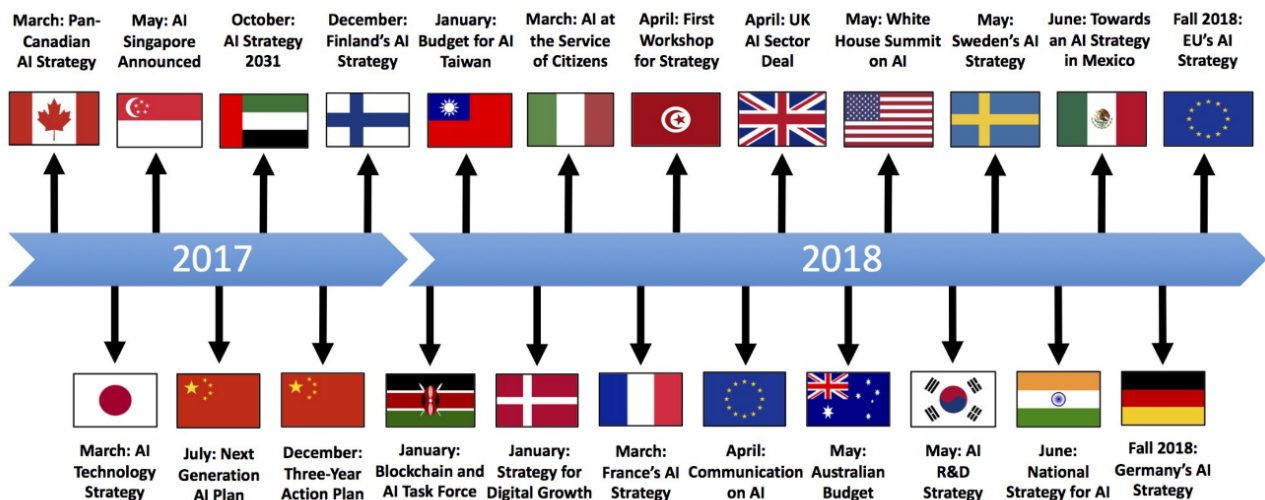 March: Pan-
Canadian
AI Strategy
May: AI
Singapore
Announced
October:
AI Strategy
2031
December:
Finland's AI
Strategy
January:
Budget for AI
Taiwan
March: AI at
the Service
of Citizens
April: First
Workshop
for Strategy
April: UK
AI Sector
Deal
May: White
House Summit
on AI
May:
Sweden's AI
Strategy
June: Towards
an AI Strategy
in Mexico
Fall 2018:
EU's AI
Strategy
2017
2018
March: AI
Technology
Strategy
July: Next
Generation
AI Plan
December:
Three-Year
Action Plan
January:
Blockchain and
AI Task Force
January:
Strategy for
Digital Growth
March:
France's AI
Strategy
April:
Communication
on AI
May:
Australian
Budget
May: AI
R&D
Strategy
June:
National
Strategy for AI
Fall 2018:
Germany's AI
Strategy